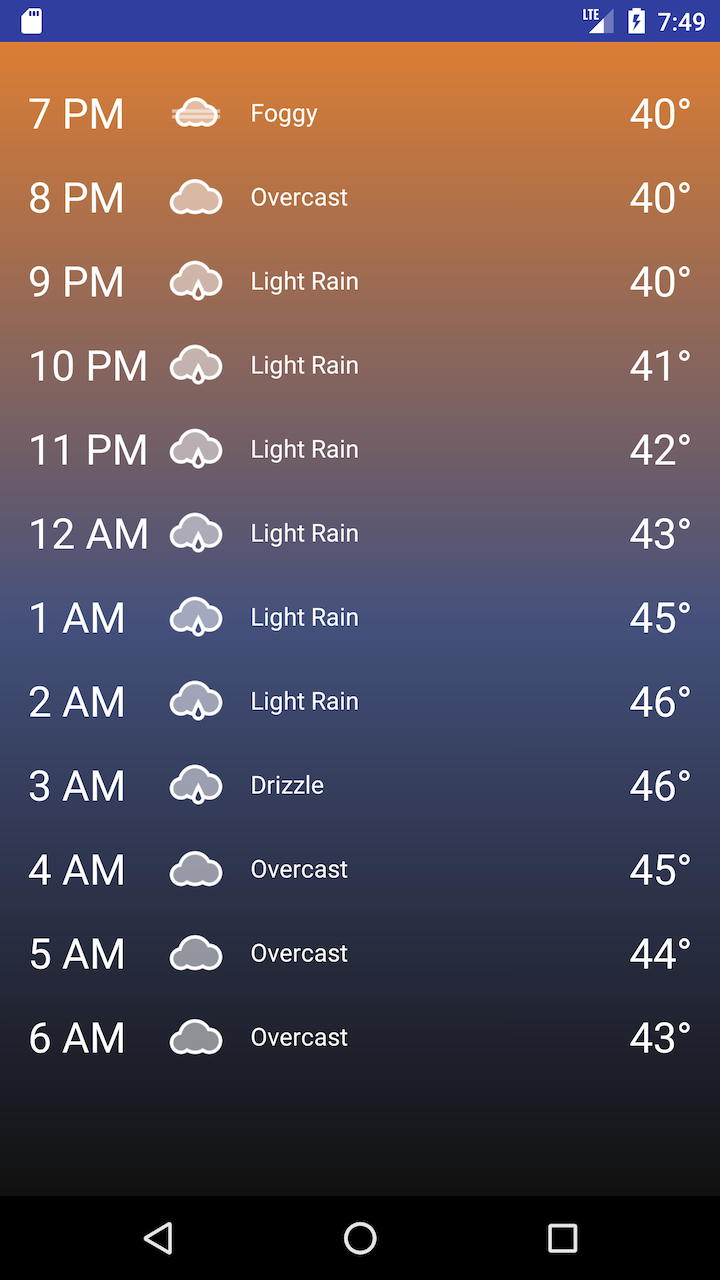 LTE 7:49
7 PM Foggy 40°
8 PM Overcast 40°
9 PM Light Rain 40°
10 PM Light Rain 41°
11 PM Light Rain 42°
12 AM Light Rain 43°
1 AM Light Rain 45°
2 AM Light Rain 46°
3 AM Drizzle 46°
4 AM Overcast 45°
5 AM Overcast 44°
6 AM Overcast 43°